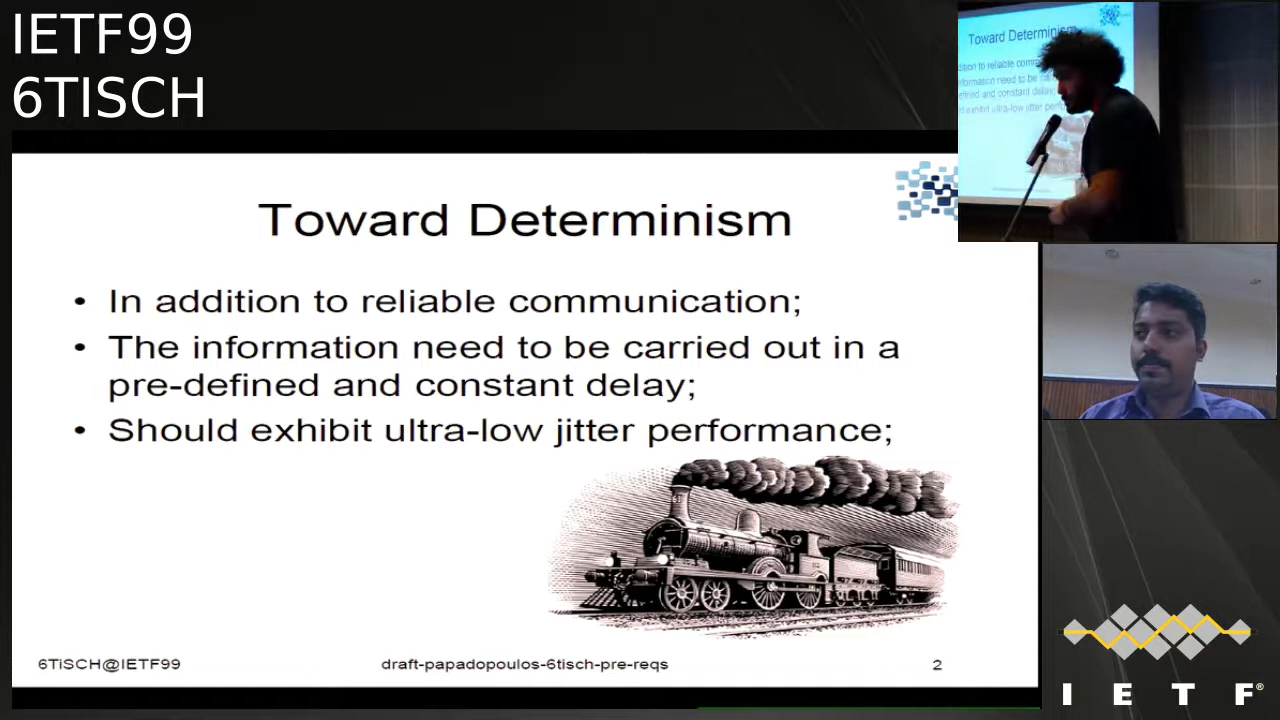 IETF99
6TISCH
Toward Determinism
• In addition to reliable communication;
• The information need to be carried out in a
pre-defined and constant delay;
• Should exhibit ultra-low jitter performance;
6TiSCH@IETF99
draft-papadopoulos-6tisch-pre-reqs
2
Toward Determinism
I E T F®